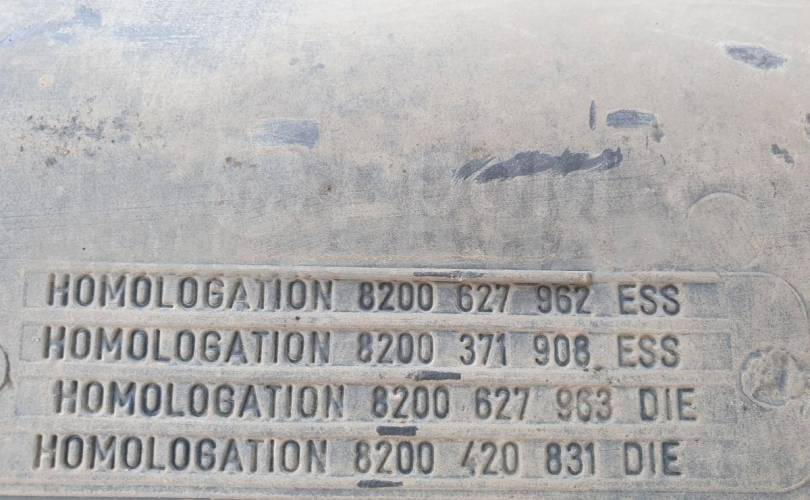 HOMOLOGATION 8200 627 962 ESS
HOMOLOGATION 8200 371 908 ESS
HOMOLOGATION 8200 627 963 DIE
HOMOLOGATION 8200 420 831 DIE